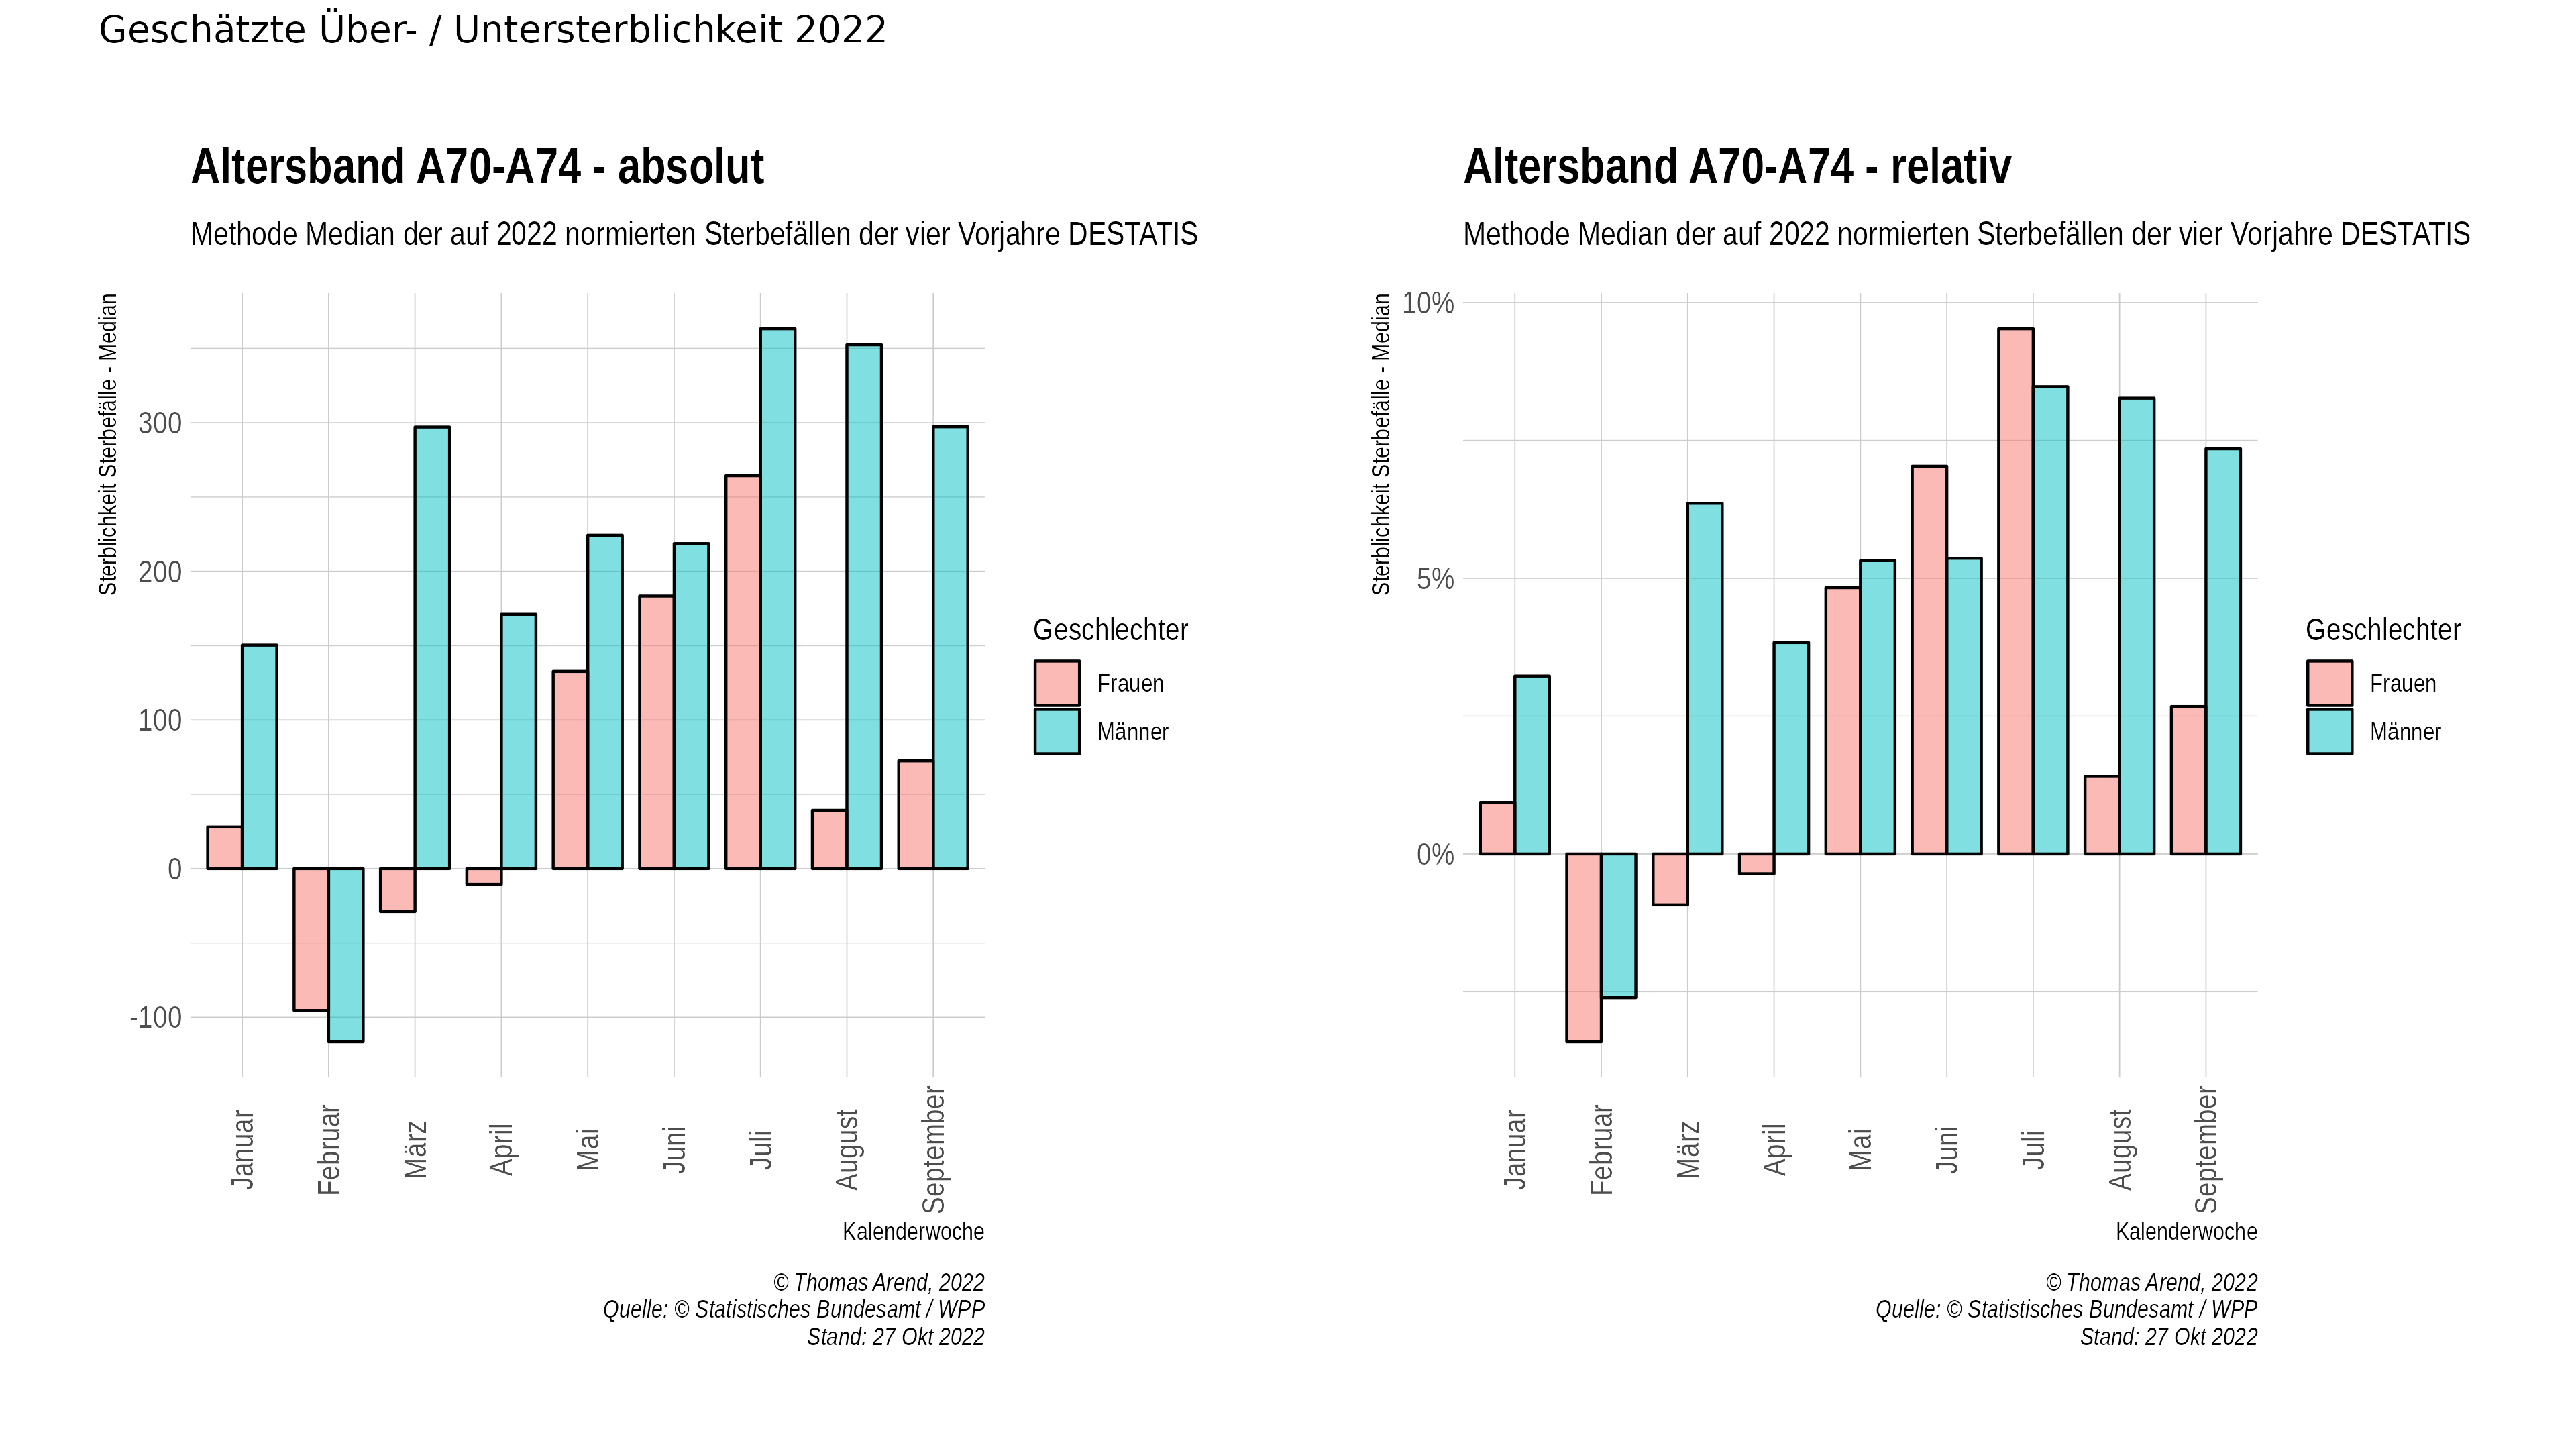 Geschätzte Über- / Untersterblichkeit 2022
Altersband A70-A74 - absolut
Methode Median der auf 2022 normierten Sterbefällen der vier Vorjahre DESTATIS
Sterblichkeit Sterbefälle - Median
300
200
100
0
-100
Januar
Februar
März
April
Mai
Juni
Juli
August
September
Kalenderwoche
Geschlechter
Frauen
Männer
© Thomas Arend, 2022
Quelle: © Statistisches Bundesamt / WPP
Stand: 27 Okt 2022
Altersband A70-A74 - relativ
Methode Median der auf 2022 normierten Sterbefällen der vier Vorjahre DESTATIS
Sterblichkeit Sterbefälle - Median
10%
5%
0%
Januar
Februar
März
April
Mai
Juni
Juli
August
September
Kalenderwoche
Geschlechter
Frauen
Männer
© Thomas Arend, 2022
Quelle: © Statistisches Bundesamt / WPP
Stand: 27 Okt 2022